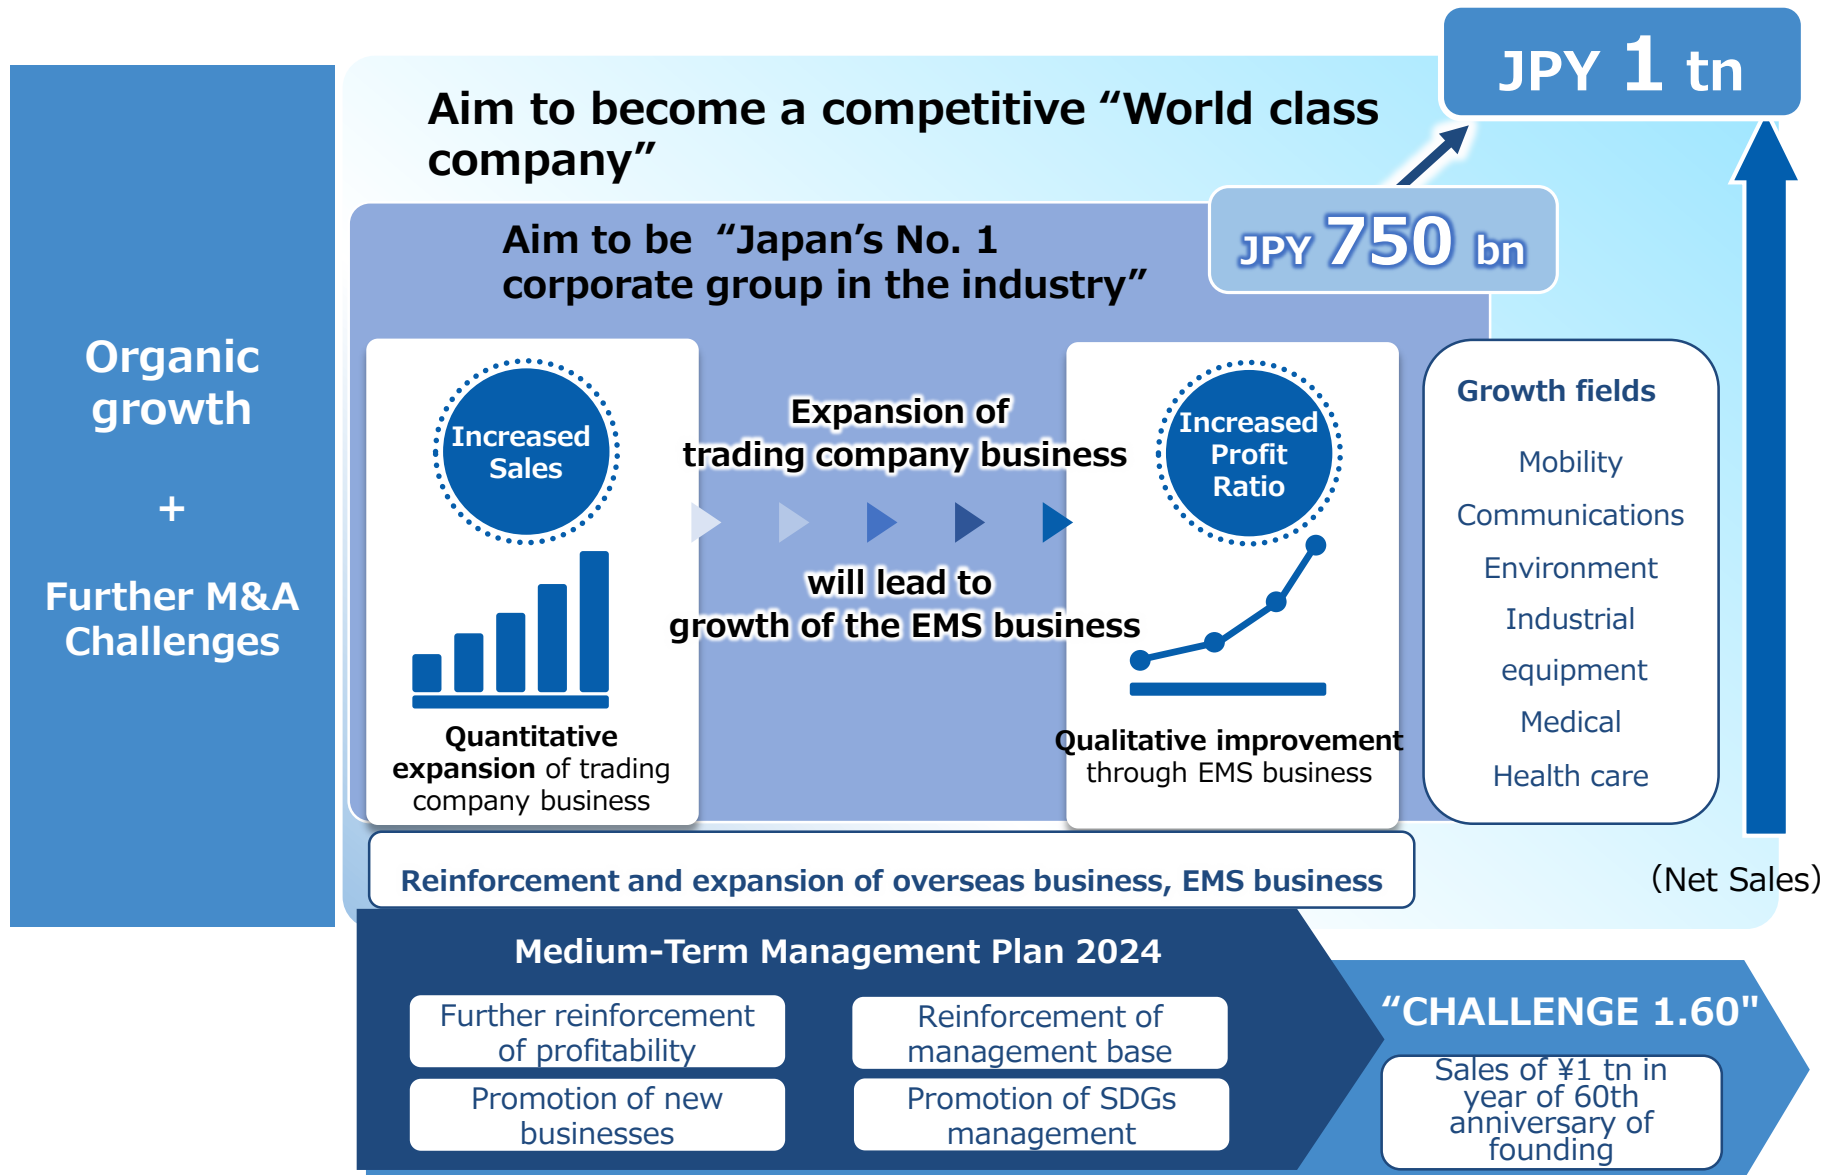 JPY 1 tn
Aim to become a competitive “World class
company”
Aim to be “Japan’s No. 1
corporate group in the industry”
JPY 750 bn
Organic
growth
+
Further M&A
Challenges
Increased
Sales
Quantitative
expansion of trading
company business
Expansion of
trading company business
will lead to
growth of the EMS business
Increased
Profit
Ratio
Qualitative improvement
through EMS business
Growth fields
Mobility
Communications
Environment
Industrial
equipment
Medical
Health care
(Net Sales)
Reinforcement and expansion of overseas business, EMS business
Medium-Term Management Plan 2024
Further reinforcement
of profitability
Reinforcement of
management base
Promotion of new
businesses
Promotion of SDGs
management
“CHALLENGE 1.60"
Sales of ¥1 tn in
year of 60th
anniversary of
founding